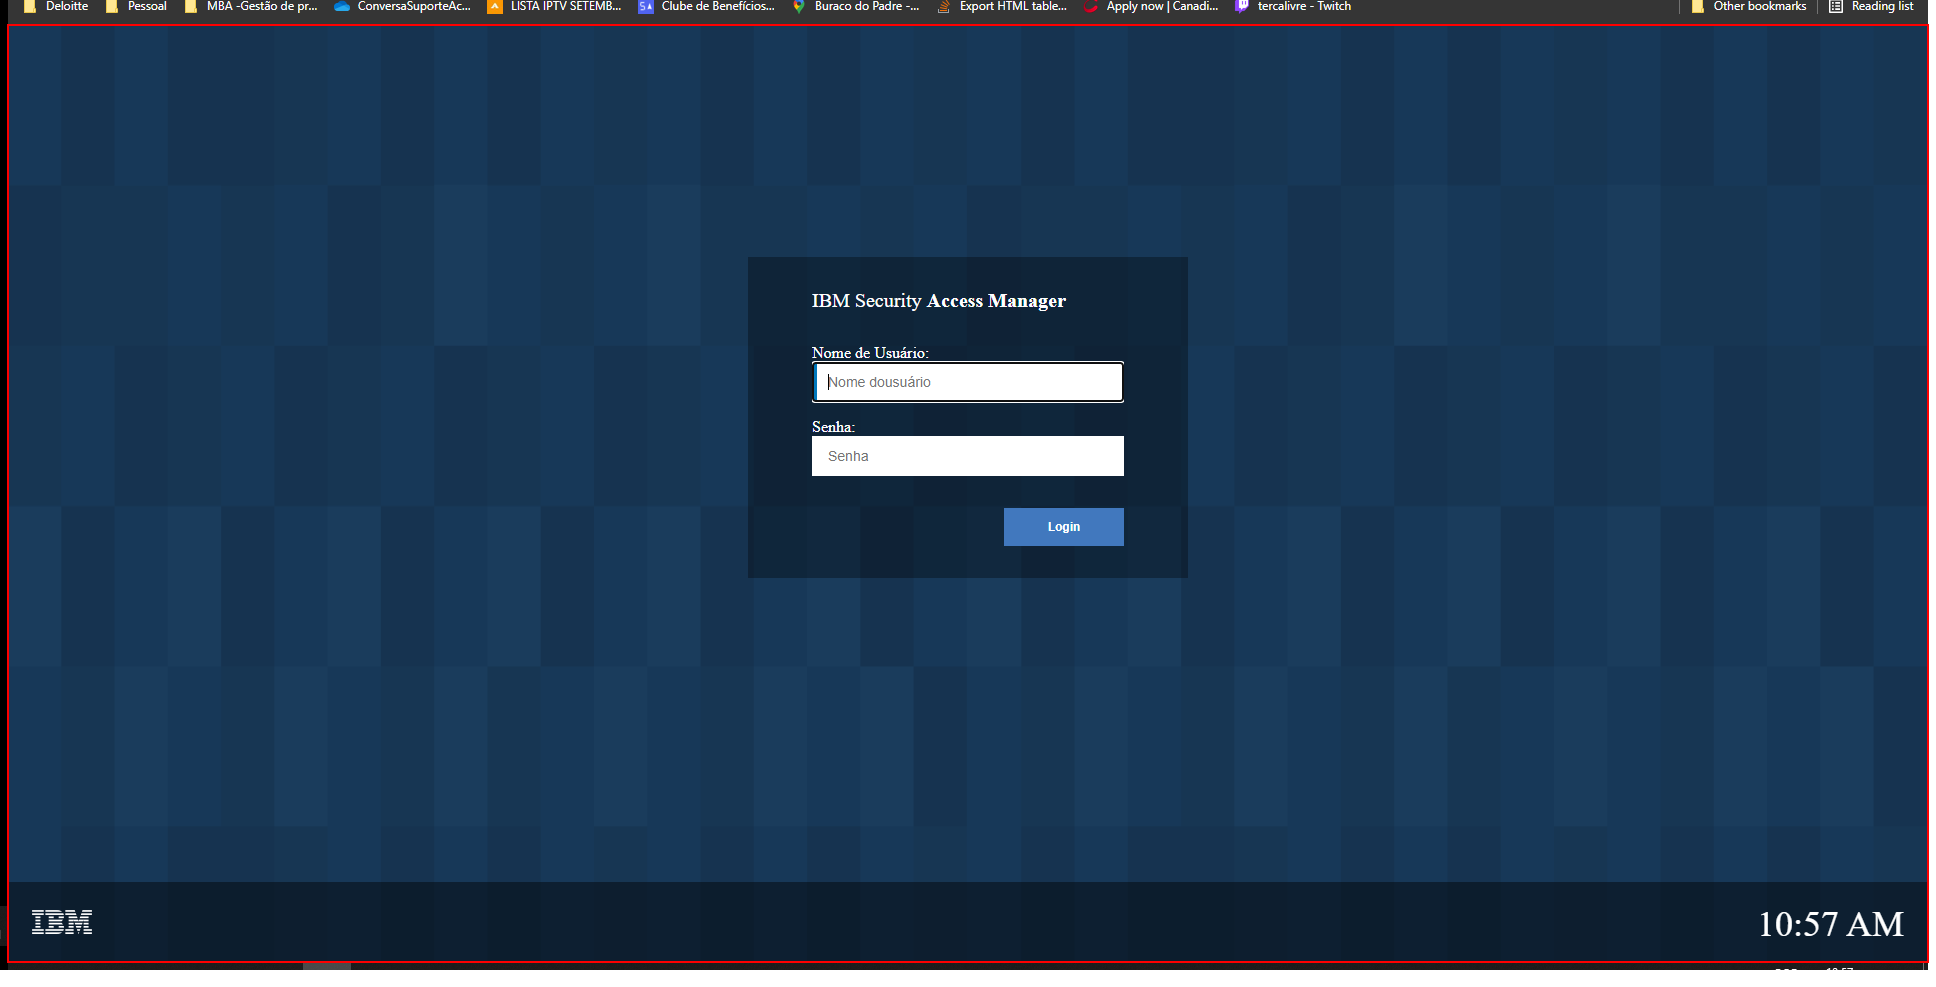 Deloitte Pessoal MBA -Gestão de pr... ConversaSuporteAc... LISTA IPTV SETEMB... Clube de Benefícios... Buraco do Padre -... Export HTML table... Apply now | Canadi... tercalivre - Twitch Other bookmarks Reading list
IBM Security Access Manager
Nome de Usuário:
Nome dousuário
Senha:
Senha
Login
IBM
10:57 AM